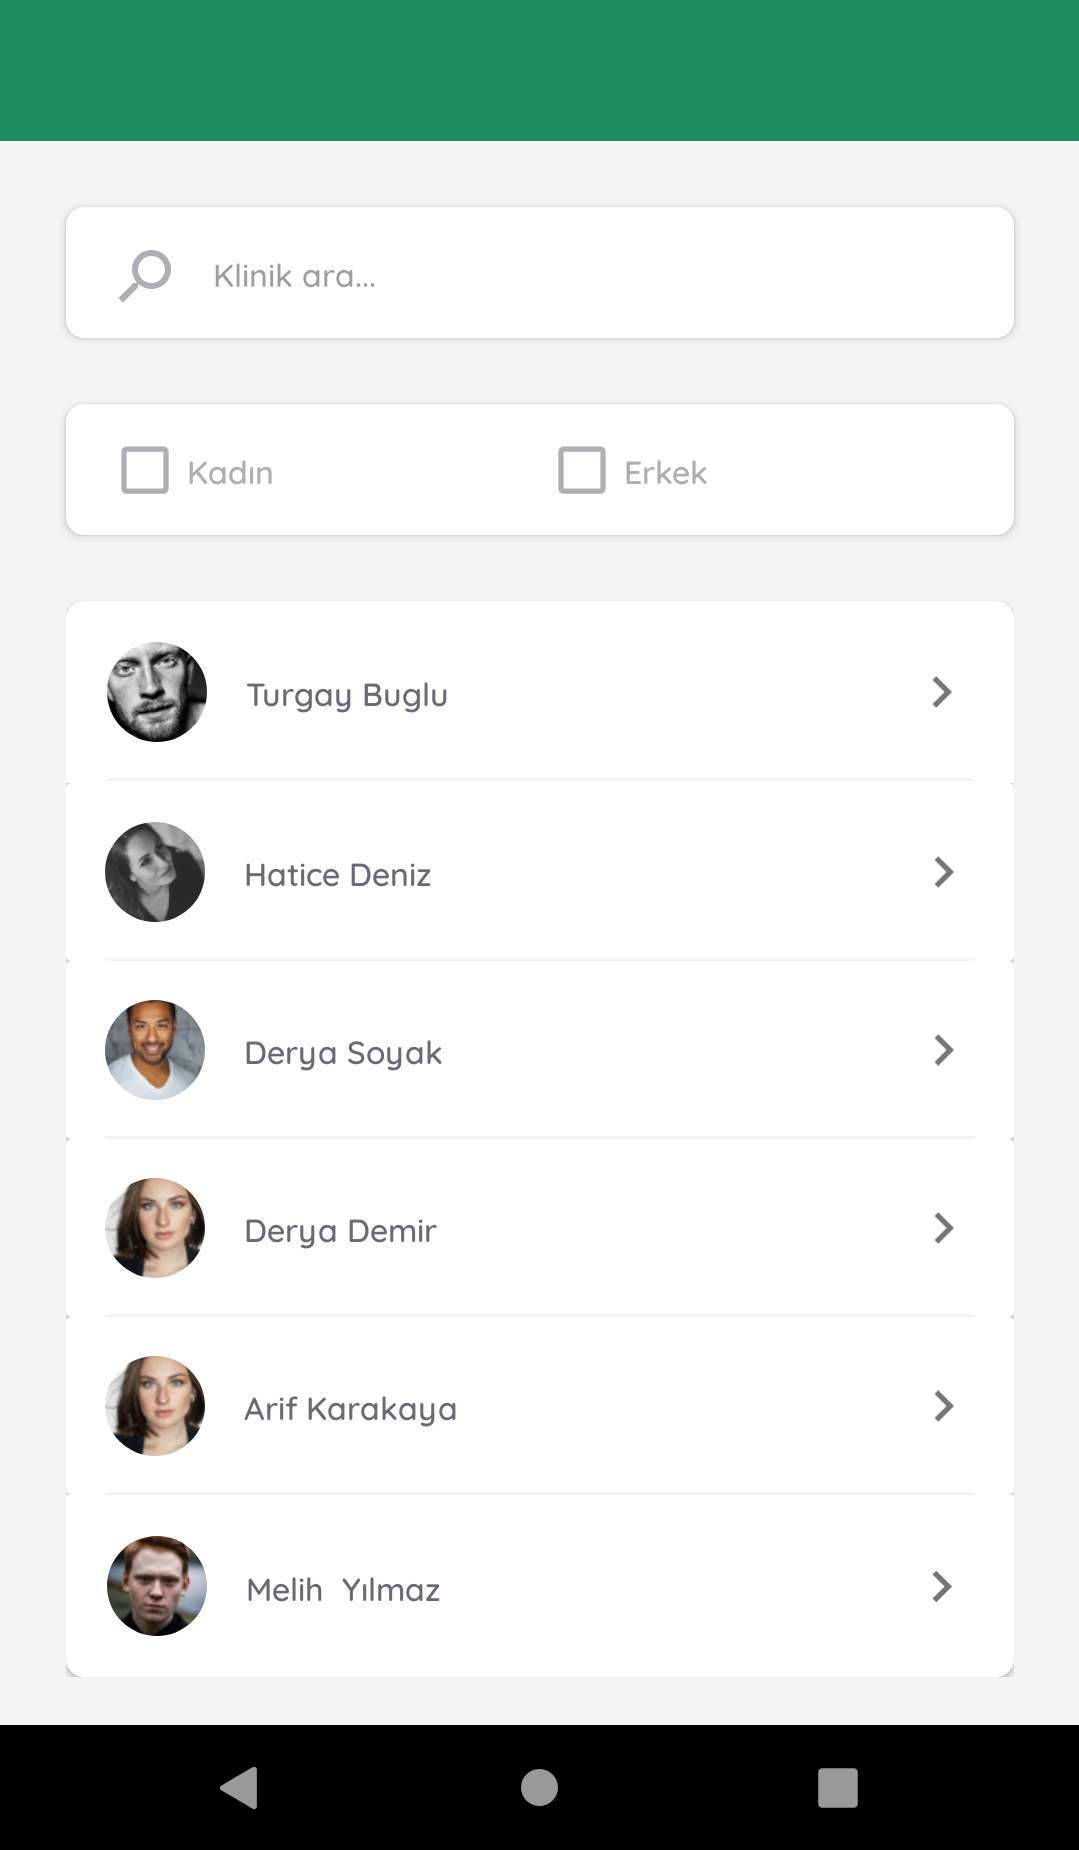 Klinik ara...
Kadın
Erkek
Turgay Buglu
Hatice Deniz
Derya Soyak
Derya Demir
Arif Karakaya
Melih  Yılmaz